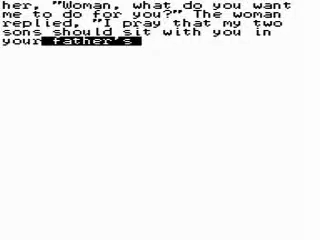 her, "Woman, what do you want
me to do for you?" The woman
replied, "I pray that my two
sons should sit with you in
your father's